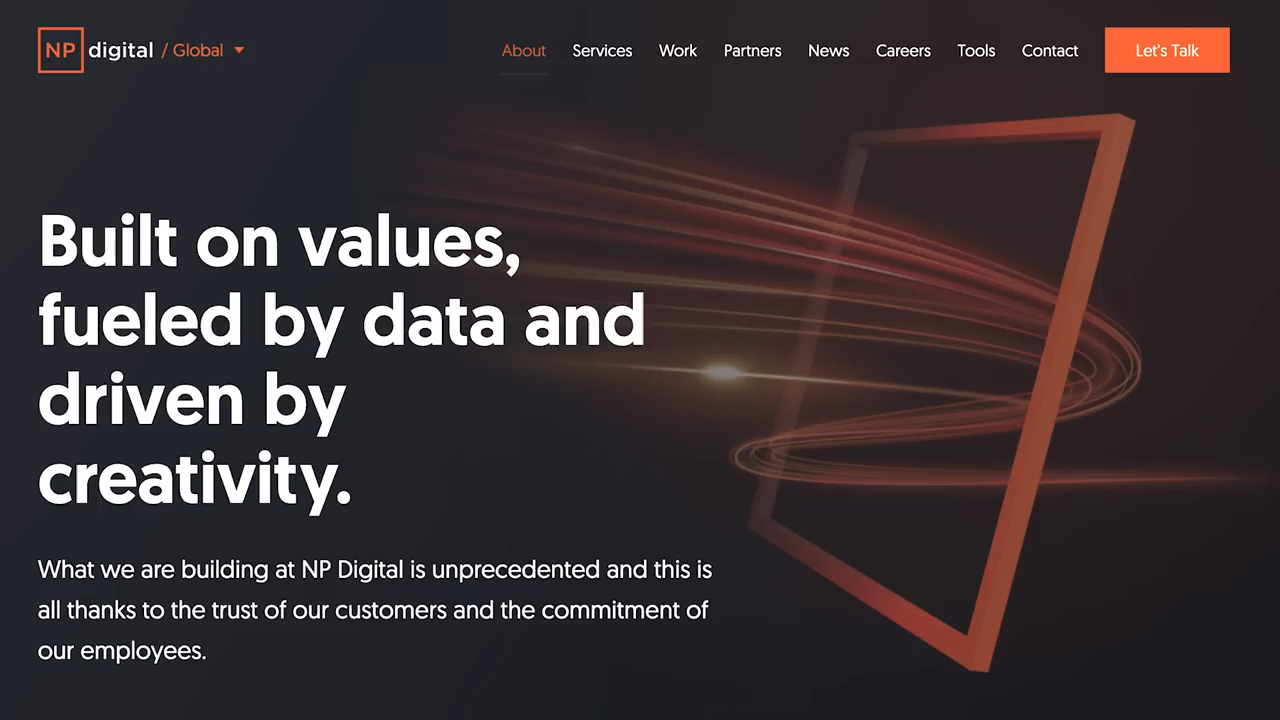 NP digital / Global
About Services Work Partners News Careers Tools Contact Let's Talk
Built on values,
fueled by data and
driven by
creativity.
What we are building at NP Digital is unprecedented and this is
all thanks to the trust of our customers and the commitment of
our employees.